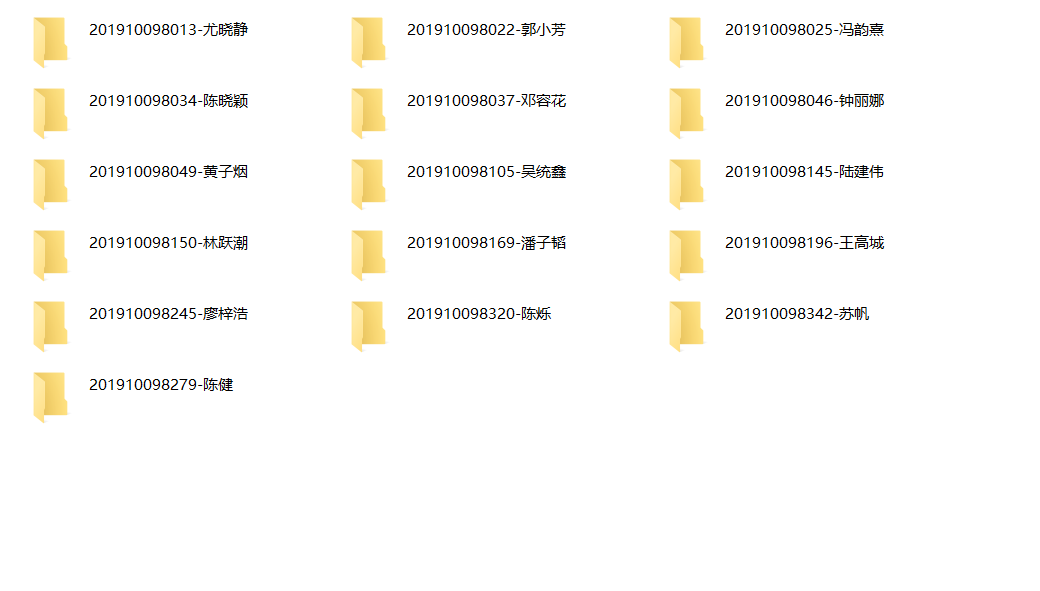 201910098013-尤晓静
201910098022-郭小芳
201910098025-冯韵熹
201910098034-陈晓颖
201910098037-邓容花
201910098046-钟丽娜
201910098049-黄子烟
201910098105-吴统鑫
201910098145-陆建伟
201910098150-林跃潮
201910098169-潘子韬
201910098196-王高城
201910098245-廖梓浩
201910098320-陈烁
201910098342-苏帆
201910098279-陈健